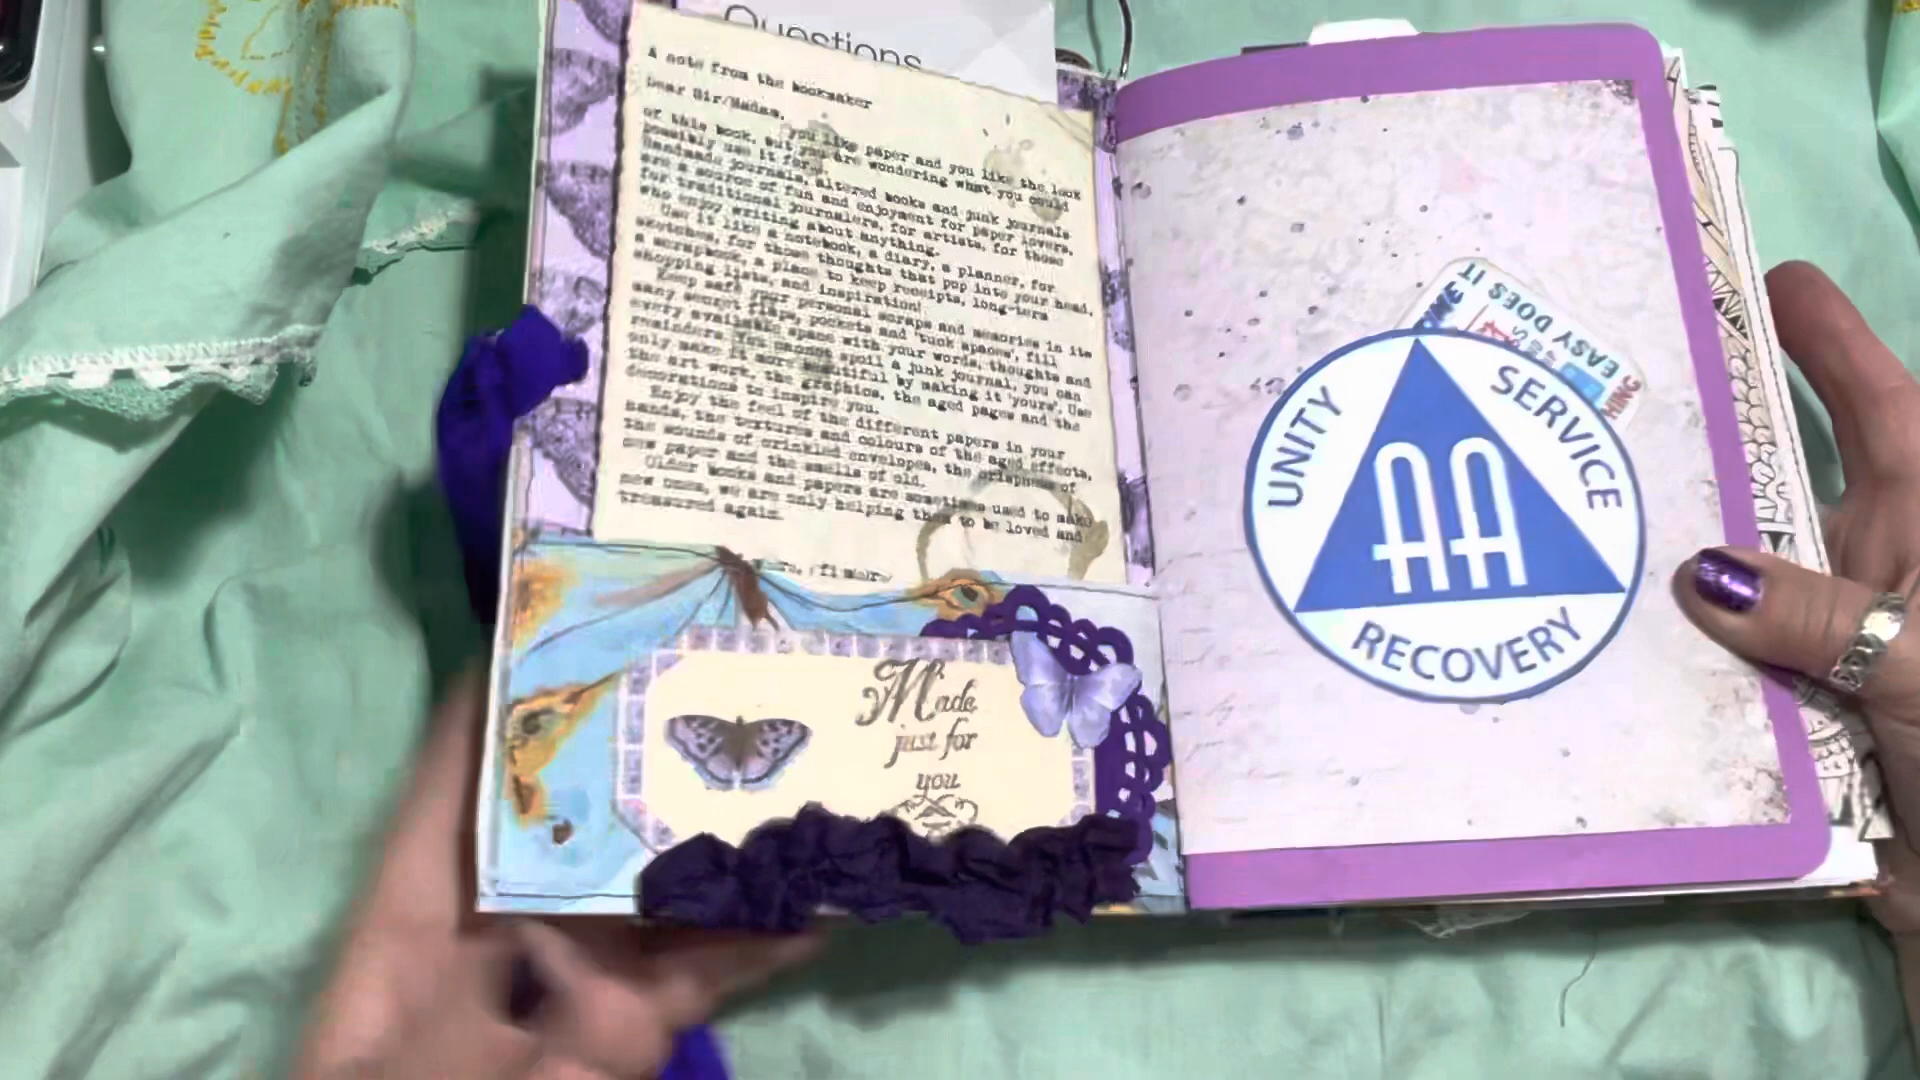 Questions
A note from the bookmaker
Dear Sir/Madam,
you like paper and you like the look
of this book, but you are wondering what you could
possibly use it for.
Handmade journals, altered books and junk journals
are a source of fun and enjoyment for paper lovers,
for traditional journalers, for artists, for those
who enjoy writing about anything.
Use it like a notebook, a diary, a planner, for
sketches, for those thoughts that pop into your head,
a scrapbook, a place to keep receipts, long-term
shopping lists, and inspiration!
Keep safe your personal scraps and memories in its
many secret flaps, pockets and 'tuck spaces', fill
every available space with your words, thoughts and
reminders. You cannot spoil a junk journal, you can
only make it more beautiful by making it 'yours'. Use
the art work, the graphics, the aged pages and the
decorations to inspire you.
Enjoy the feel of the different papers in your
hands, the textures and colours of the aged effects,
the sounds of crickled envelopes, the crispness of
new paper and the smells of old.
Older books and papers are sometimes used to make
new ones, we are only helping them to be loved and
treasured again.
Made
just for
you
EASY DOES IT
HING
UNITY
SERVICE
AA
RECOVERY